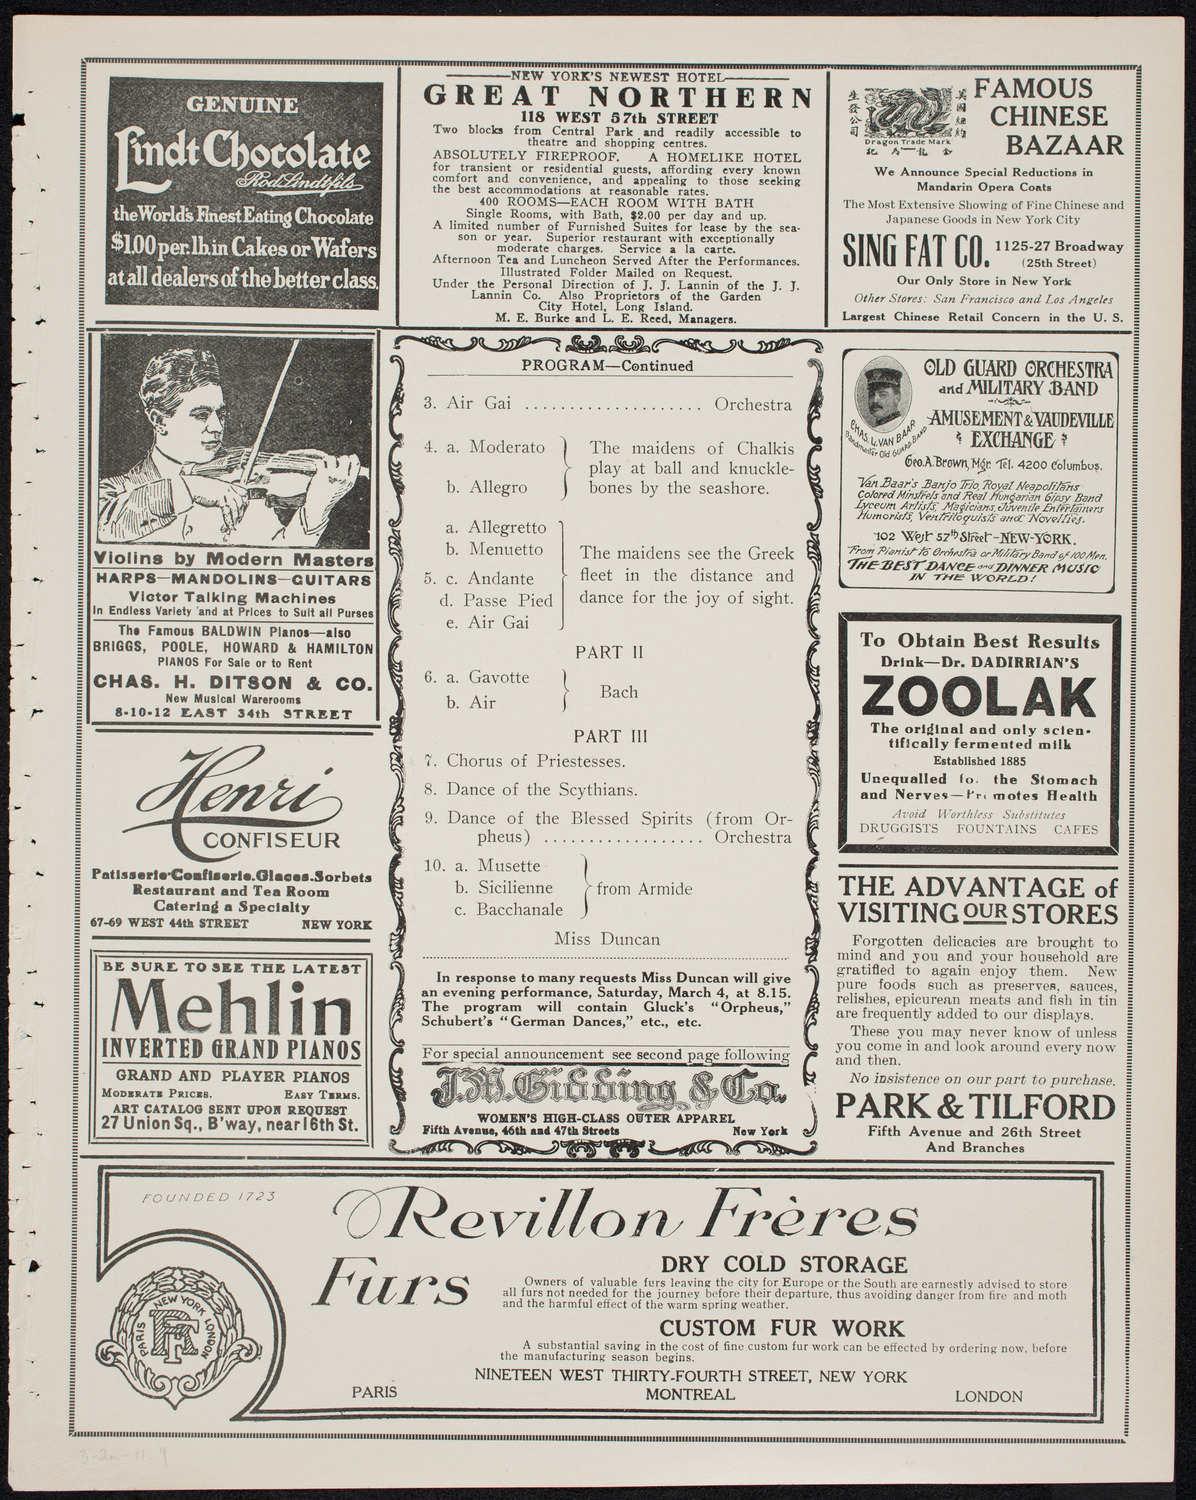 GENUINE
Lindt Chocolate
Rod. Lindt fils
the World's Finest Eating Chocolate
$1.00 per. lb. in Cakes or Wafers
at all dealers of the better class.
NEW YORK'S NEWEST HOTEL
GREAT NORTHERN
118 WEST 57th STREET
Two blocks from Central Park and readily accessible to
theatre and shopping centres.
ABSOLUTELY FIREPROOF. A HOMELIKE HOTEL
for transient or residential guests, affording every known
comfort and convenience, and appealing to those seeking
the best accommodations at reasonable rates.
400 ROOMS—EACH ROOM WITH BATH
Single Rooms, with Bath, $2.00 per day and up.
A limited number of Furnished Suites for lease by the sea-
son or year. Superior restaurant with exceptionally
moderate charges. Service a la carte.
Afternoon Tea and Luncheon Served After the Performances.
Illustrated Folder Mailed on Request.
Under the Personal Direction of J. J. Lannin of the J. J.
Lannin Co. Also Proprietors of the Garden
City Hotel, Long Island.
M. E. Burke and L. E. Reed, Managers.
生發公司
Dragon Trade Mark
FAMOUS
CHINESE
BAZAAR
We Announce Special Reductions in
Mandarin Opera Coats
The Most Extensive Showing of Fine Chinese and
Japanese Goods in New York City
SING FAT CO. 1125-27 Broadway
(25th Street)
Our Only Store in New York
Other Stores: San Francisco and Los Angeles
Largest Chinese Retail Concern in the U. S.
Violins by Modern Masters
HARPS—MANDOLINS—GUITARS
Victor Talking Machines
In Endless Variety and at Prices to Suit all Purses
The Famous BALDWIN Pianos—also
BRIGGS, POOLE, HOWARD & HAMILTON
PIANOS For Sale or to Rent
CHAS. H. DITSON & CO.
New Musical Warerooms
8-10-12 EAST 34th STREET
Henri
CONFISEUR
Patisserie-Confiserie.Glaces.Sorbets
Restaurant and Tea Room
Catering a Specialty
67-69 WEST 44th STREET NEW YORK
BE SURE TO SEE THE LATEST
Mehlin
INVERTED GRAND PIANOS
GRAND AND PLAYER PIANOS
MODERATE PRICES. EASY TERMS.
ART CATALOG SENT UPON REQUEST
27 Union Sq., B'way, near 16th St.
PROGRAM—Continued
3. Air Gai .................... Orchestra
4. a. Moderato
b. Allegro
The maidens of Chalkis
play at ball and knuckle-
bones by the seashore.
a. Allegretto
b. Menuetto
5. c. Andante
d. Passe Pied
e. Air Gai
The maidens see the Greek
fleet in the distance and
dance for the joy of sight.
PART II
6. a. Gavotte
b. Air
Bach
PART III
7. Chorus of Priestesses.
8. Dance of the Scythians.
9. Dance of the Blessed Spirits (from Or-
pheus) .................. Orchestra
10. a. Musette
b. Sicilienne
c. Bacchanale
from Armide
Miss Duncan
In response to many requests Miss Duncan will give
an evening performance, Saturday, March 4, at 8.15.
The program will contain Gluck's "Orpheus,"
Schubert's "German Dances," etc., etc.
For special announcement see second page following
J.M. Gidding & Co.
WOMEN'S HIGH-CLASS OUTER APPAREL
Fifth Avenue, 46th and 47th Streets New York
CHAS. L. VAN BAAR
Bandmaster Old Guard Band
OLD GUARD ORCHESTRA
and MILITARY BAND
AMUSEMENT & VAUDEVILLE
EXCHANGE
Geo. A. Brown, Mgr. Tel. 4200 Columbus.
Van Baar's Banjo Trio, Royal Neapolitans
Colored Minstrels and Real Hungarian Gipsy Band
Lyceum Artists, Magicians, Juvenile Entertainers
Humorists, Ventriloquists and Novelties.
102 West 57th Street—NEW-YORK.
From Pianist to Orchestra or Military Band of 100 Men.
THE BEST DANCE and DINNER MUSIC
IN THE WORLD!
To Obtain Best Results
Drink—Dr. DADIRRIAN'S
ZOOLAK
The original and only scien-
tifically fermented milk
Established 1885
Unequalled for the Stomach
and Nerves—Promotes Health
Avoid Worthless Substitutes
DRUGGISTS FOUNTAINS CAFES
THE ADVANTAGE of
VISITING OUR STORES
Forgotten delicacies are brought to
mind and you and your household are
gratified to again enjoy them. New
pure foods such as preserves, sauces,
relishes, epicurean meats and fish in tin
are frequently added to our displays.
These you may never know of unless
you come in and look around every now
and then.
No insistence on our part to purchase.
PARK & TILFORD
Fifth Avenue and 26th Street
And Branches
FOUNDED 1723
Revillon Frères
Furs
PARIS NEW YORK LONDON
RF
DRY COLD STORAGE
Owners of valuable furs leaving the city for Europe or the South are earnestly advised to store
all furs not needed for the journey before their departure, thus avoiding danger from fire and moth
and the harmful effect of the warm spring weather.
CUSTOM FUR WORK
A substantial saving in the cost of fine custom fur work can be effected by ordering now, before
the manufacturing season begins.
NINETEEN WEST THIRTY-FOURTH STREET, NEW YORK
PARIS MONTREAL LONDON